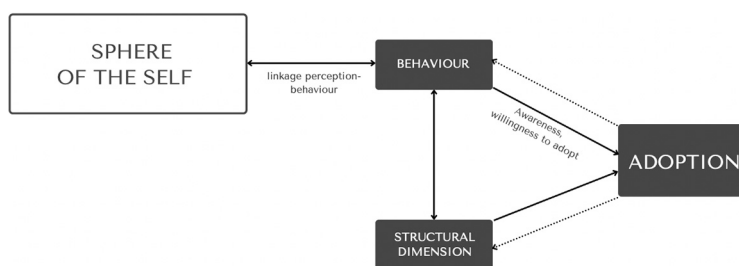 SPHERE
OF THE SELF
linkage perception-
behaviour
BEHAVIOUR
Awareness,
willingness to adopt
ADOPTION
STRUCTURAL
DIMENSION